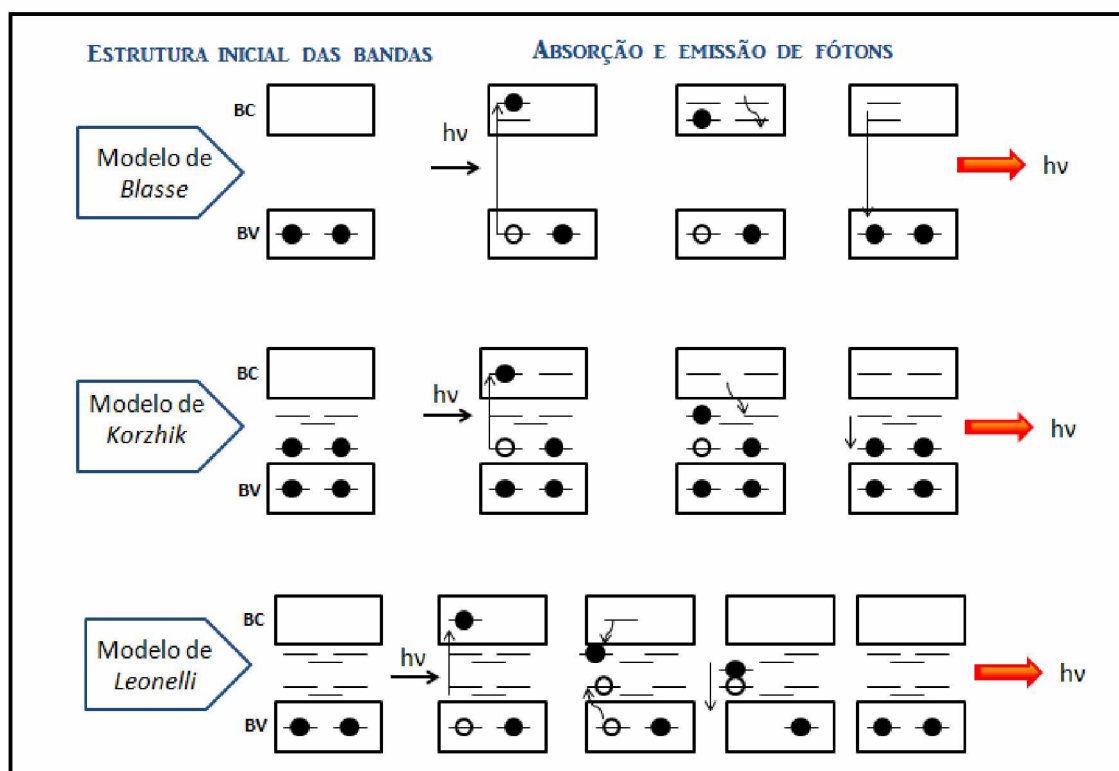 ESTRUTURA INICIAL DAS BANDAS
ABSORÇÃO E EMISSÃO DE FÓTONS
BC
Modelo de
Blasse
hν
hν
BV
BC
Modelo de
Korzhik
hν
hν
BV
BC
Modelo de
Leonelli
hν
hν
BV